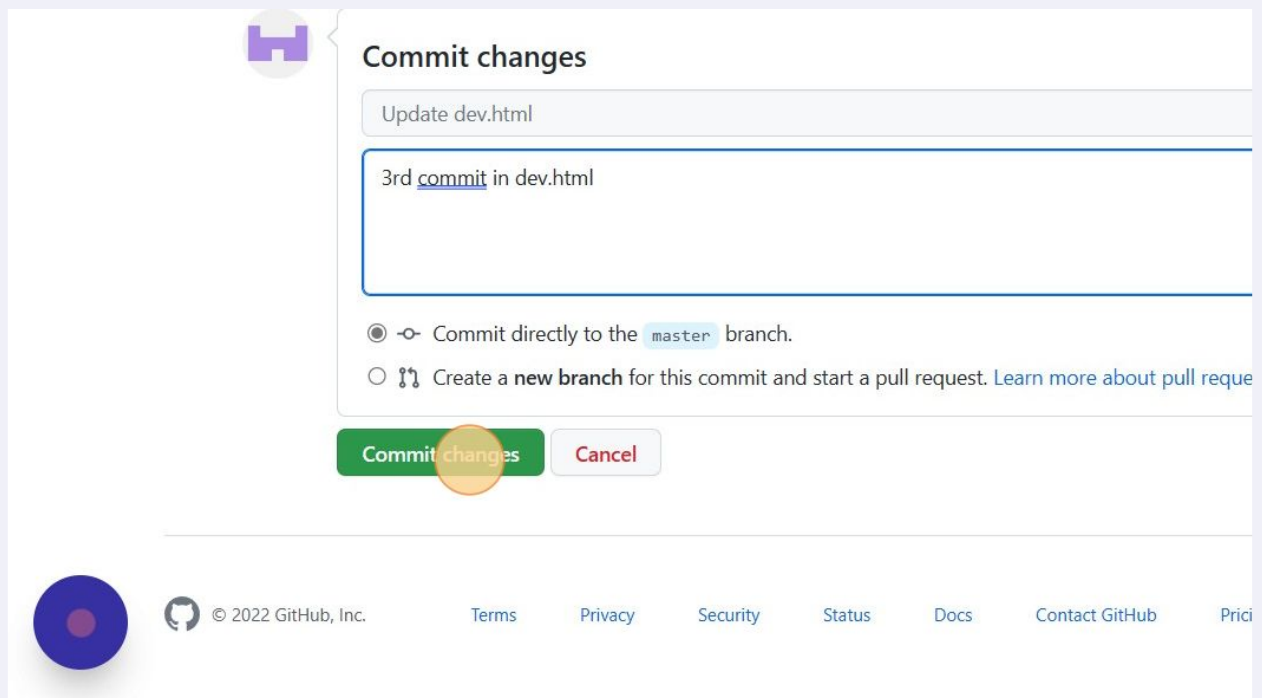 Commit changes
Update dev.html
3rd commit in dev.html
Commit directly to the master branch.
Create a new branch for this commit and start a pull request. Learn more about pull reque
Commit changes Cancel
© 2022 GitHub, Inc. Terms Privacy Security Status Docs Contact GitHub Prici